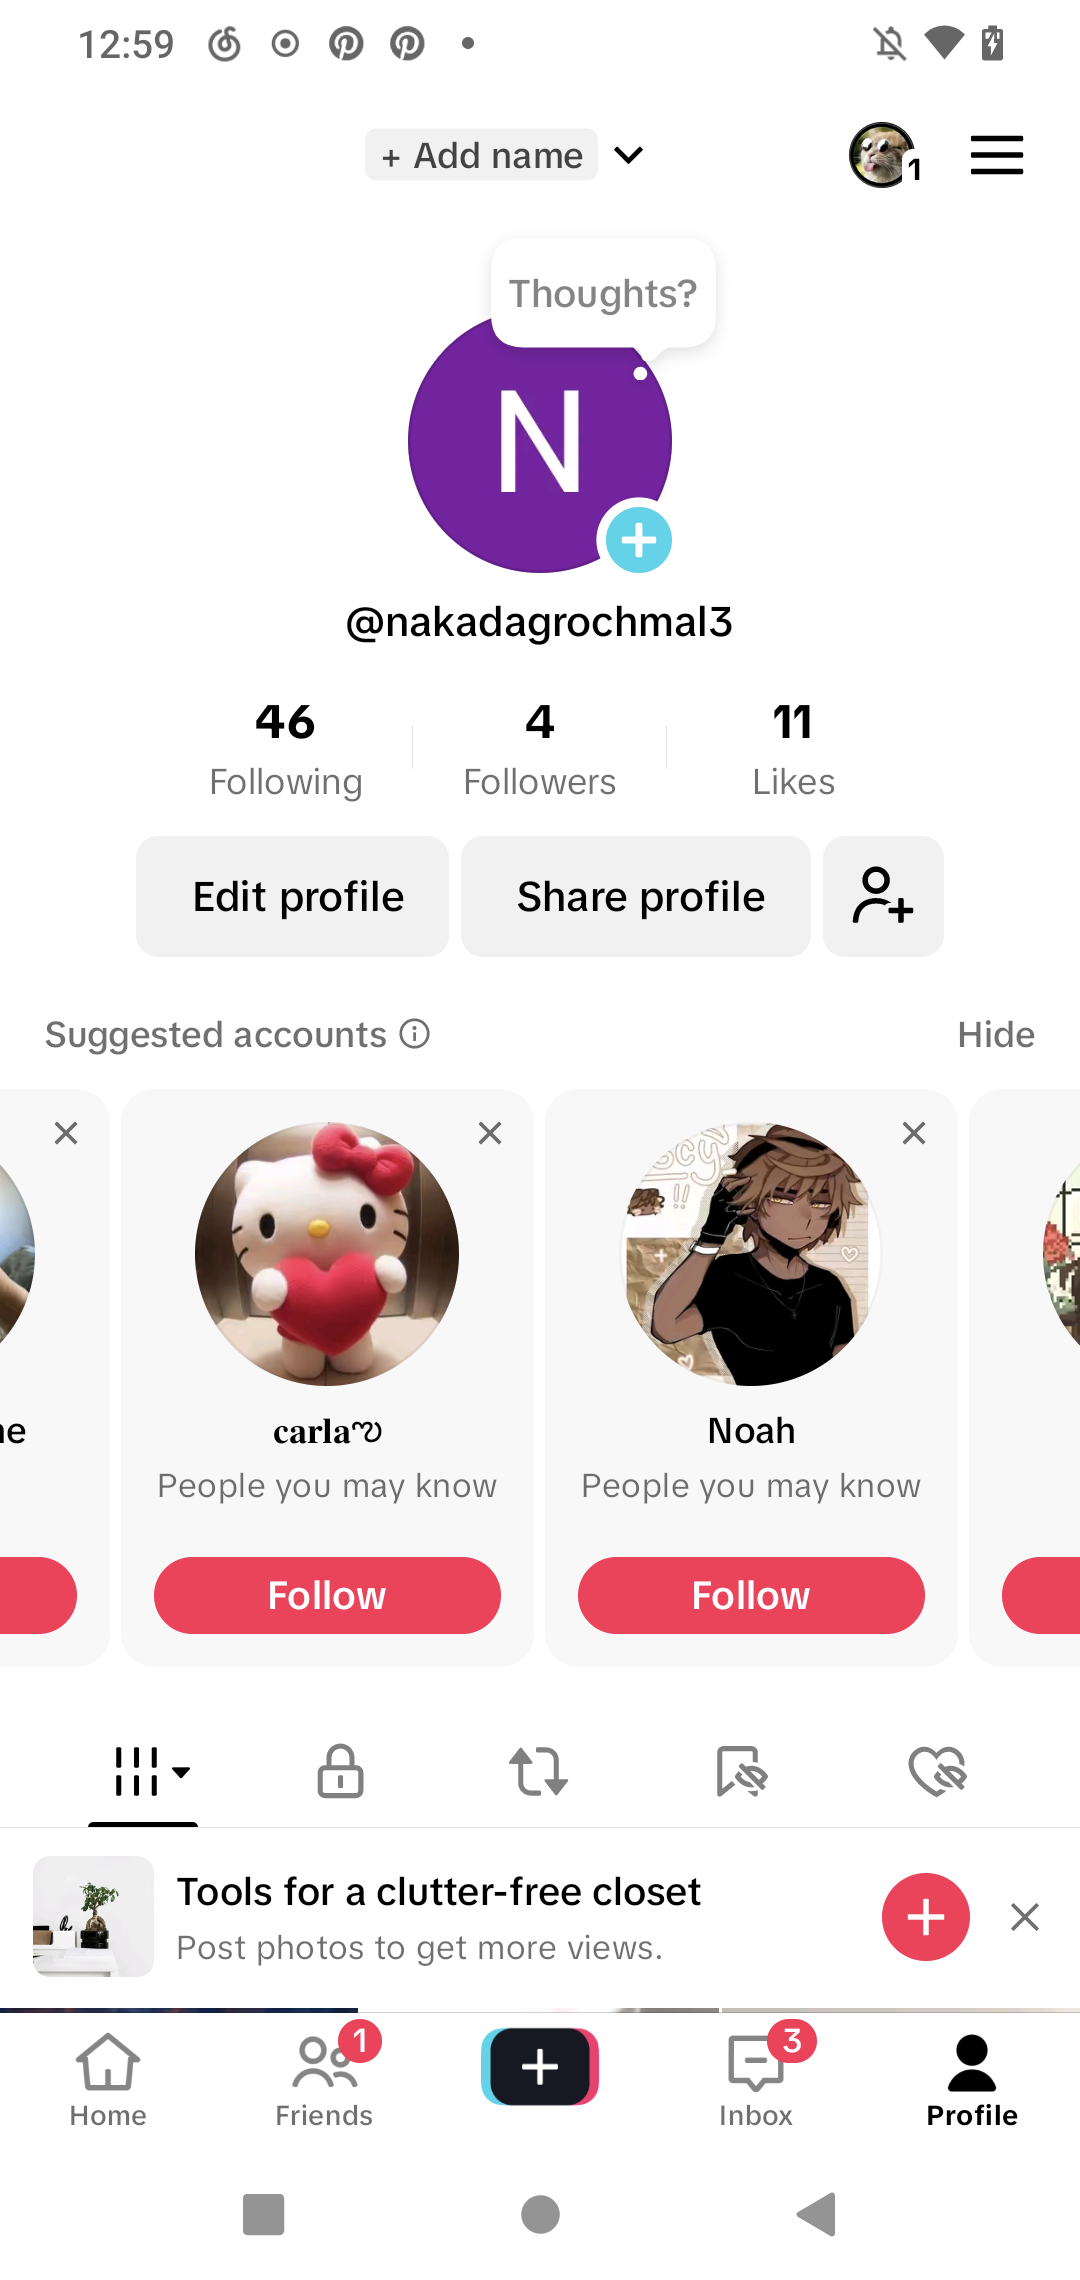 12:59
+ Add name
1
Thoughts?
N
@nakadagrochmal3
46 4 11
Following Followers Likes
Edit profile Share profile
Suggested accounts Hide
carla
Noah
People you may know People you may know
Follow Follow
Tools for a clutter-free closet
Post photos to get more views.
1 3
Home Friends Inbox Profile